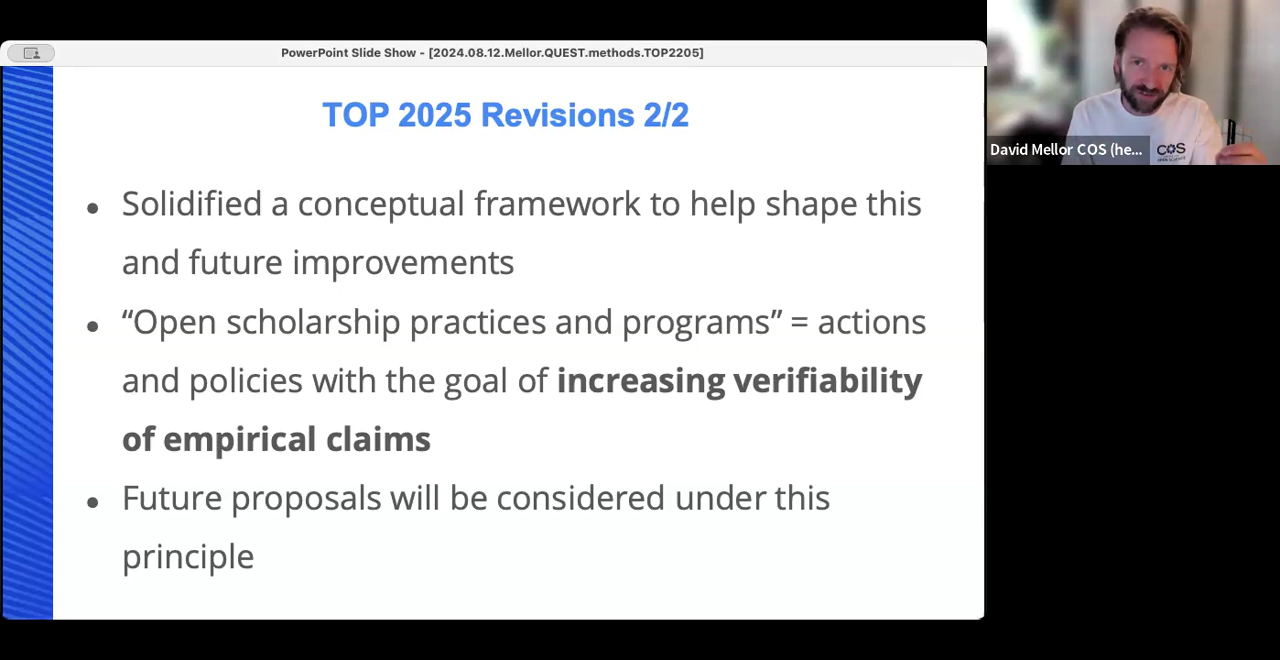 PowerPoint Slide Show - [2024.08.12.Mellor.QUEST.methods.TOP2205]
TOP 2025 Revisions 2/2
• Solidified a conceptual framework to help shape this
and future improvements
• “Open scholarship practices and programs” = actions
and policies with the goal of increasing verifiability
of empirical claims
• Future proposals will be considered under this
principle
David Mellor COS (he...
COS
OPEN SCIENCE